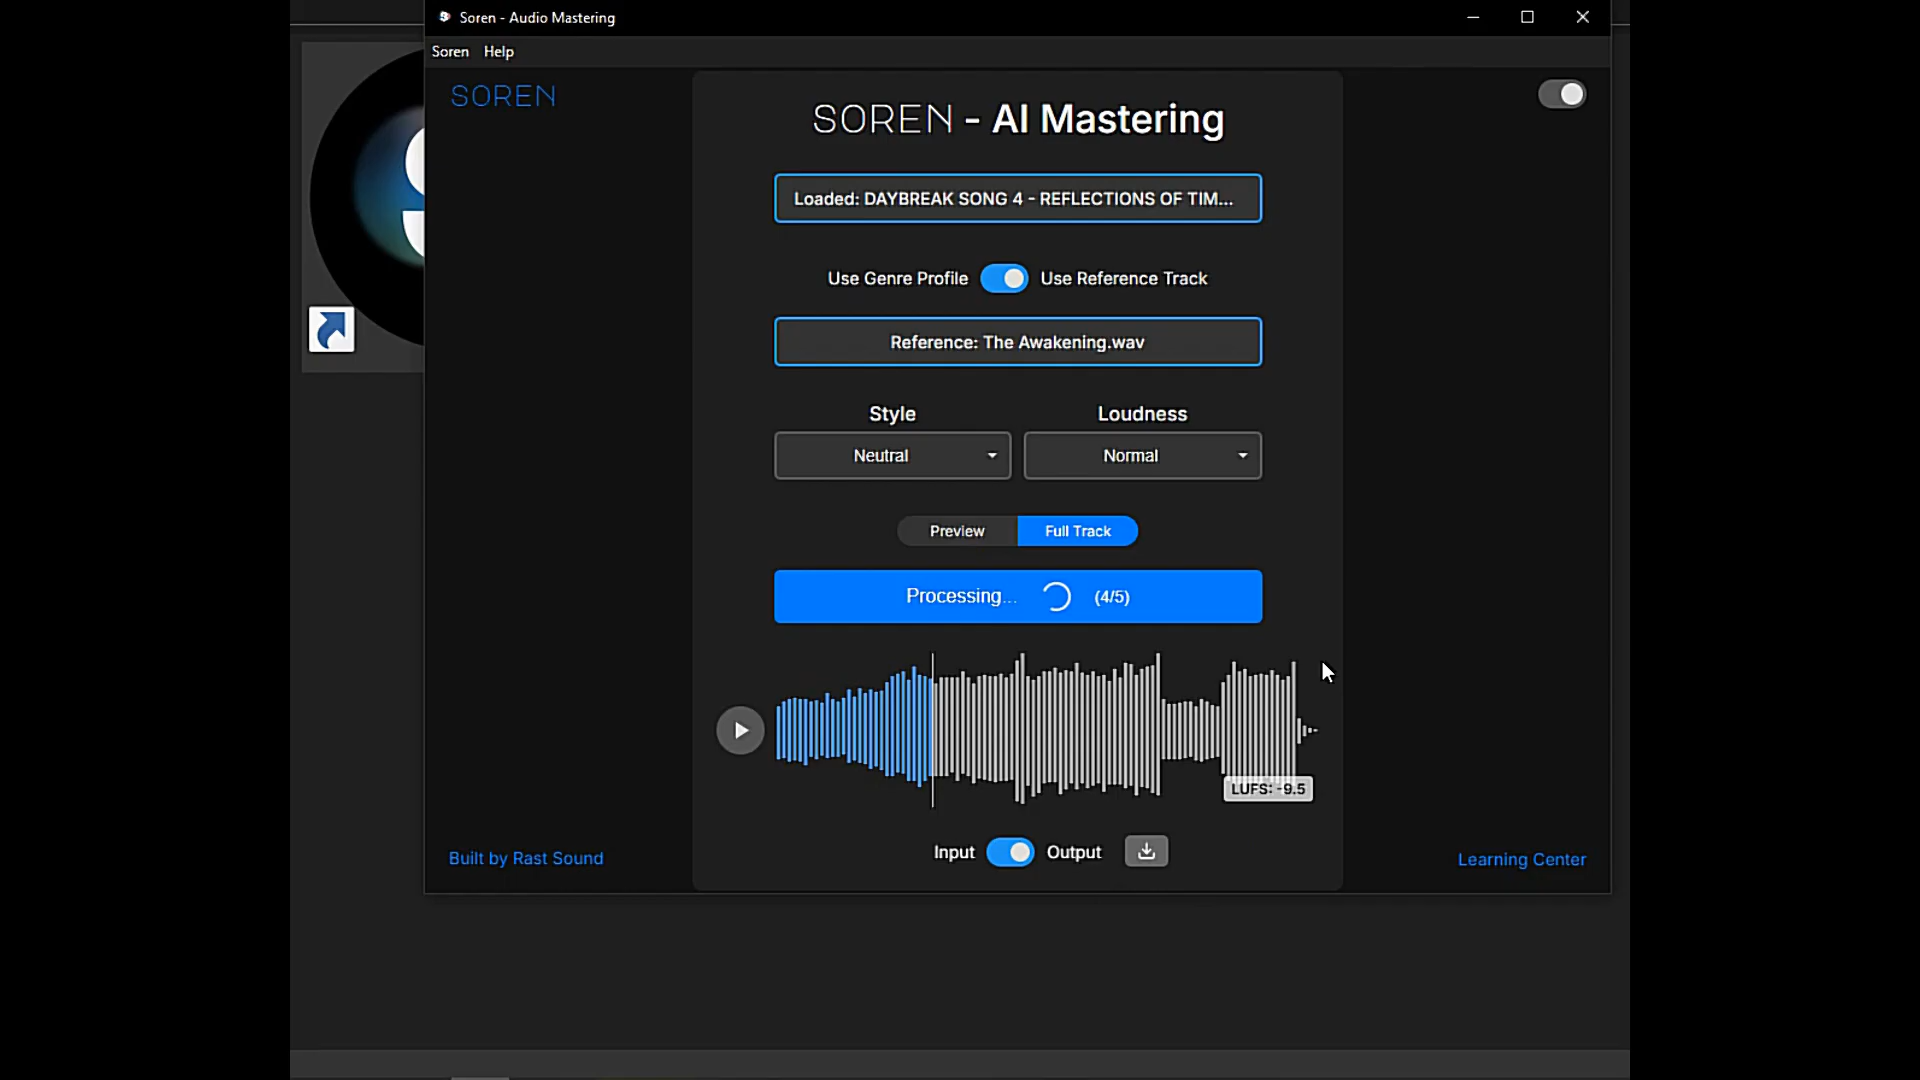 Soren - Audio Mastering
Soren Help
SOREN
SOREN - AI Mastering
Loaded: DAYBREAK SONG 4 - REFLECTIONS OF TIM...
Use Genre Profile Use Reference Track
Reference: The Awakening.wav
Style Loudness
Neutral Normal
Preview Full Track
Processing... (4/5)
LUFS: -9.5
Input Output
Built by Rast Sound
Learning Center